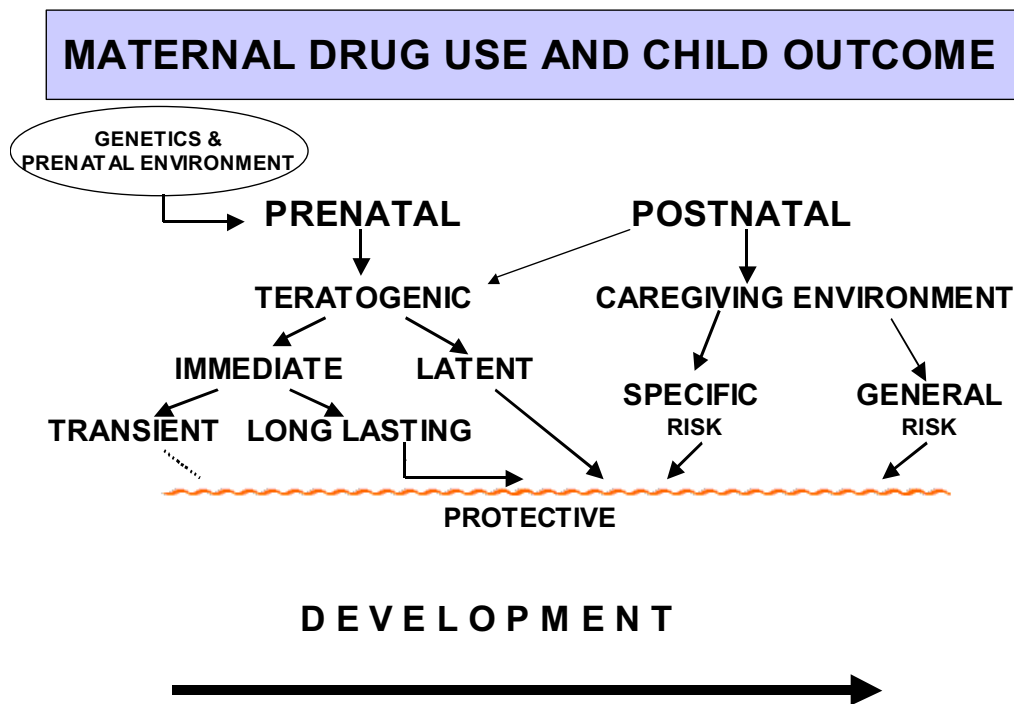 MATERNAL DRUG USE AND CHILD OUTCOME
GENETICS &
PRENATAL ENVIRONMENT
PRENATAL
POSTNATAL
TERATOGENIC
CAREGIVING ENVIRONMENT
IMMEDIATE
LATENT
SPECIFIC
RISK
GENERAL
RISK
TRANSIENT
LONG LASTING
PROTECTIVE
DEVELOPMENT